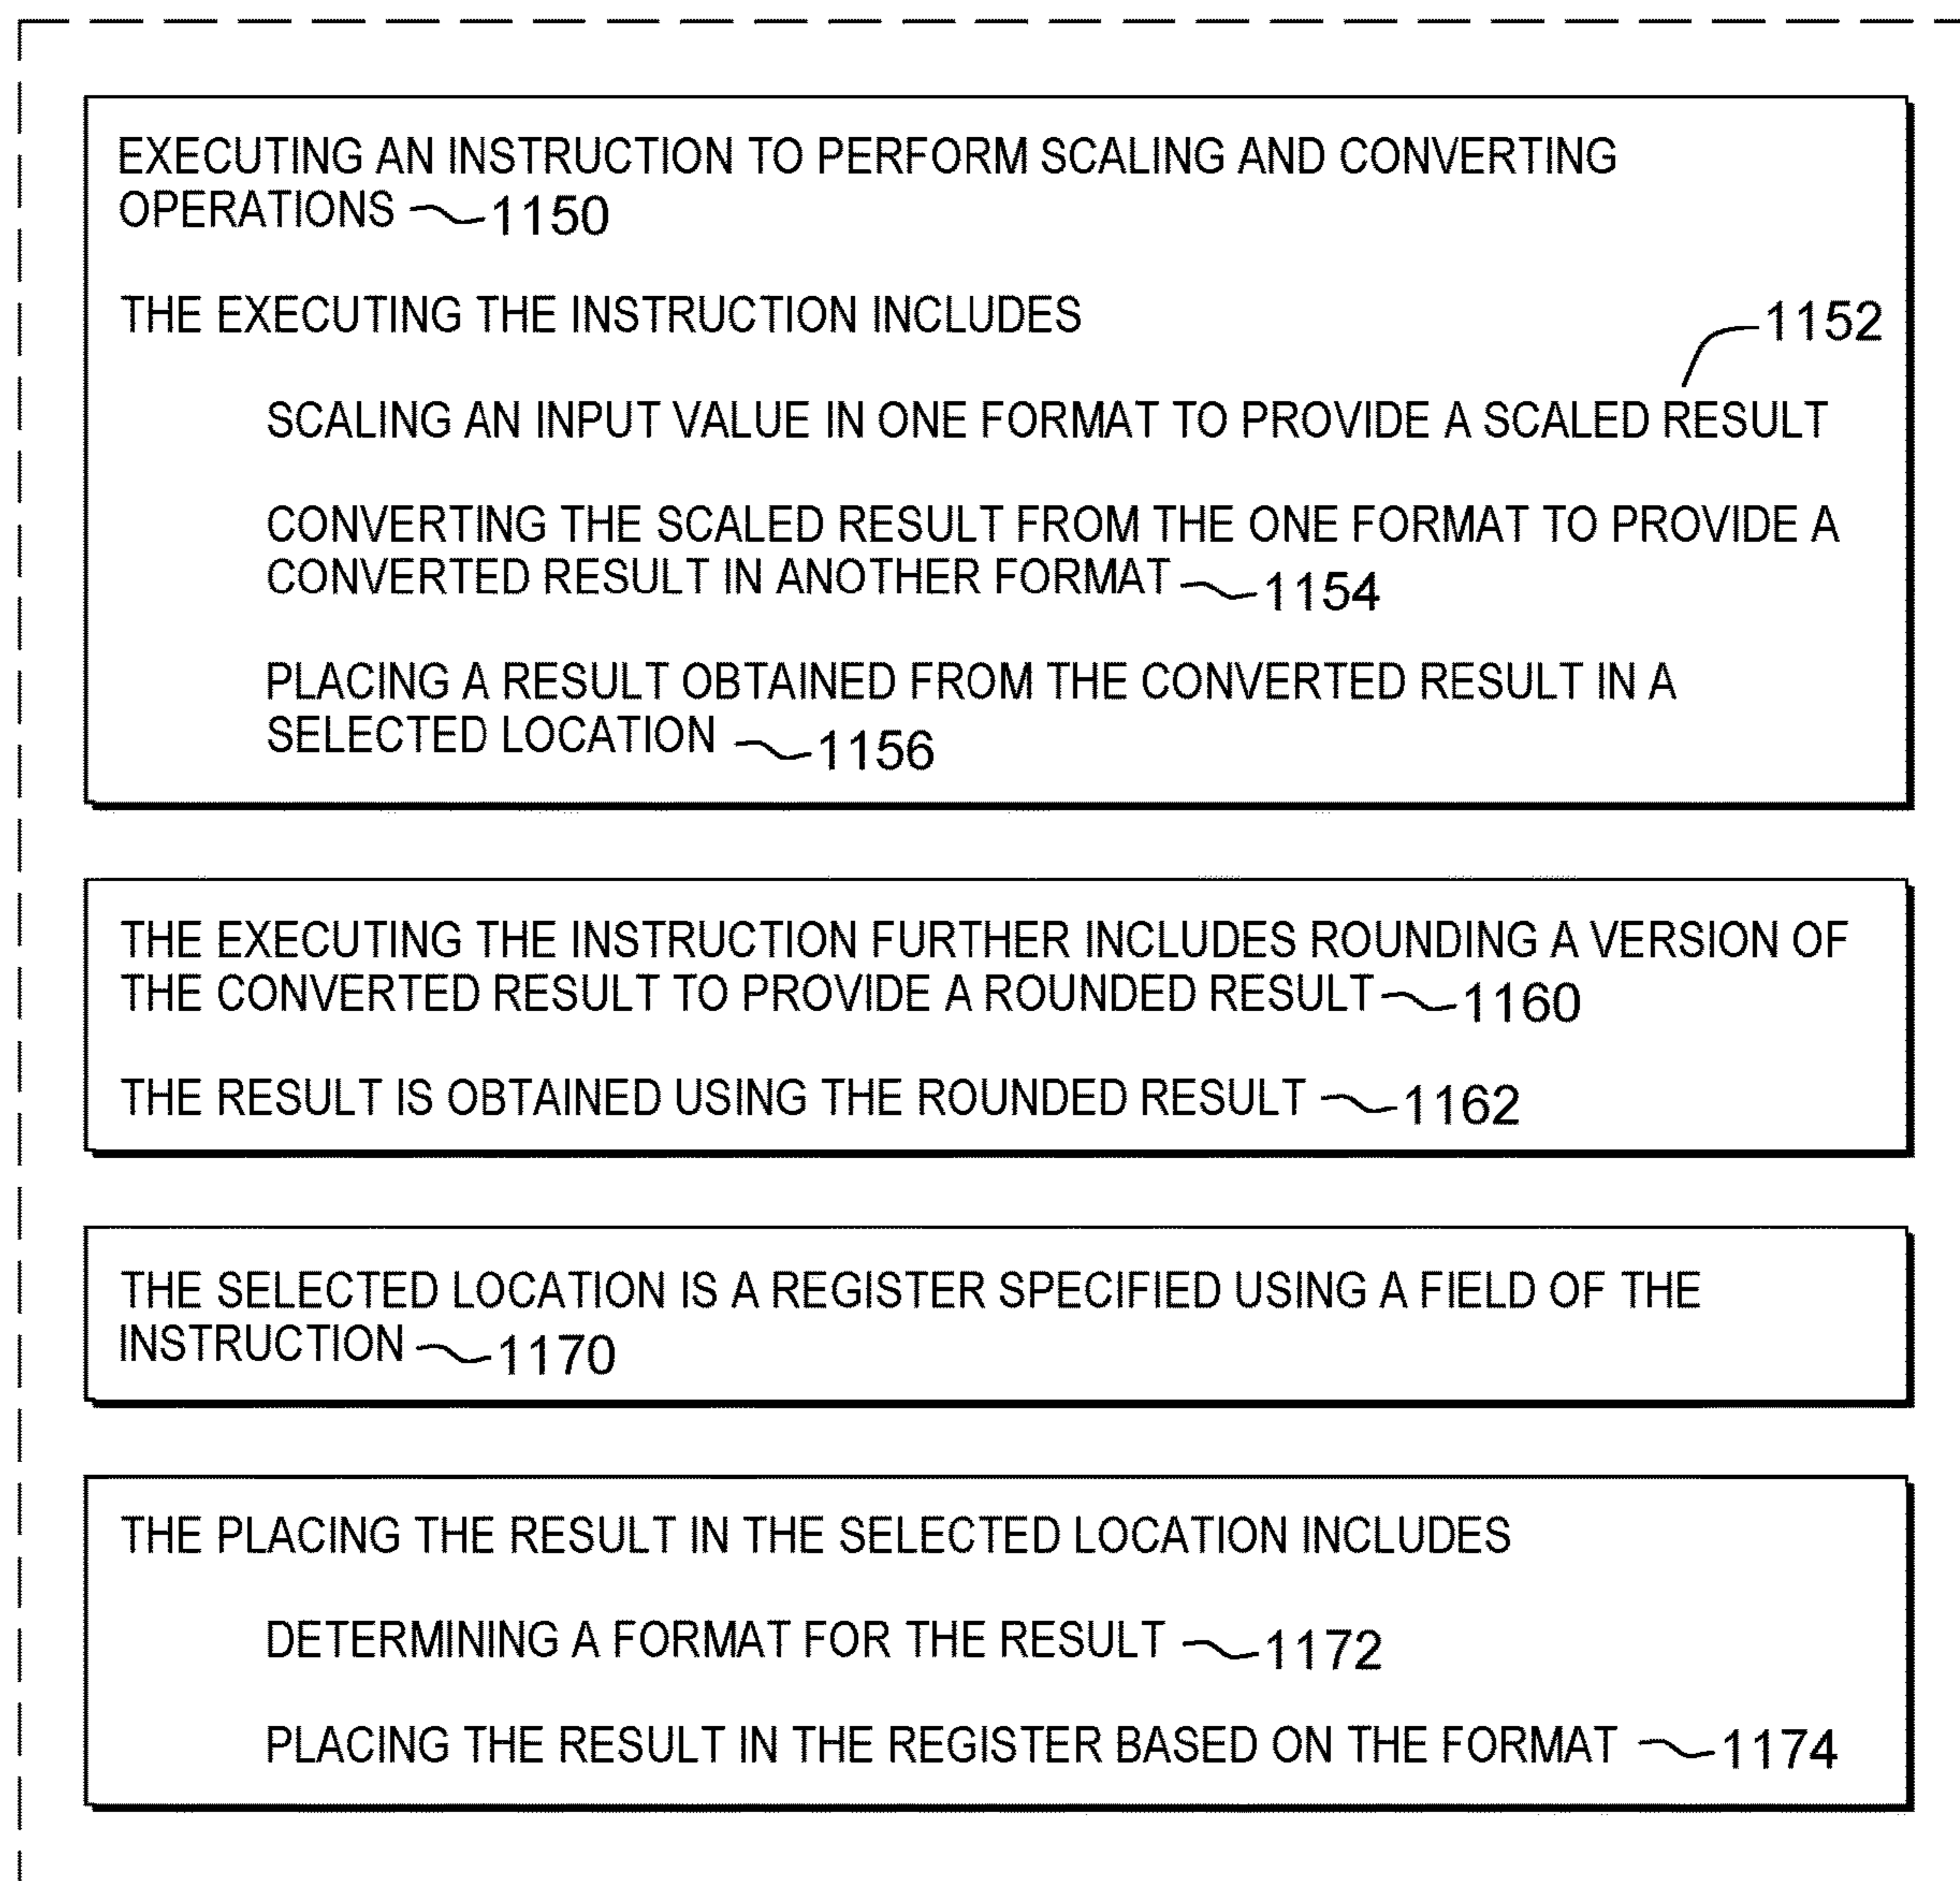 EXECUTING AN INSTRUCTION TO PERFORM SCALING AND CONVERTING
OPERATIONS 1150
THE EXECUTING THE INSTRUCTION INCLUDES
1152
SCALING AN INPUT VALUE IN ONE FORMAT TO PROVIDE A SCALED RESULT
CONVERTING THE SCALED RESULT FROM THE ONE FORMAT TO PROVIDE A
CONVERTED RESULT IN ANOTHER FORMAT 1154
PLACING A RESULT OBTAINED FROM THE CONVERTED RESULT IN A
SELECTED LOCATION 1156
THE EXECUTING THE INSTRUCTION FURTHER INCLUDES ROUNDING A VERSION OF
THE CONVERTED RESULT TO PROVIDE A ROUNDED RESULT 1160
THE RESULT IS OBTAINED USING THE ROUNDED RESULT 1162
THE SELECTED LOCATION IS A REGISTER SPECIFIED USING A FIELD OF THE
INSTRUCTION 1170
THE PLACING THE RESULT IN THE SELECTED LOCATION INCLUDES
DETERMINING A FORMAT FOR THE RESULT 1172
PLACING THE RESULT IN THE REGISTER BASED ON THE FORMAT 1174